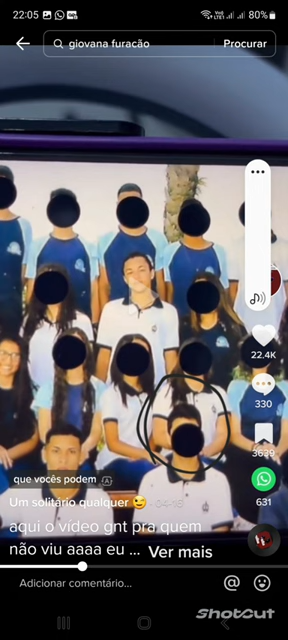 22:05
80%
giovana furacão
Procurar
22.4K
330
3639
631
que vocês podem
Um solitário qualquer 😉 · 04-18
aqui o vídeo gnt pra quem
não viu aaaa eu ... Ver mais
Adicionar comentário...
SHOTCUT